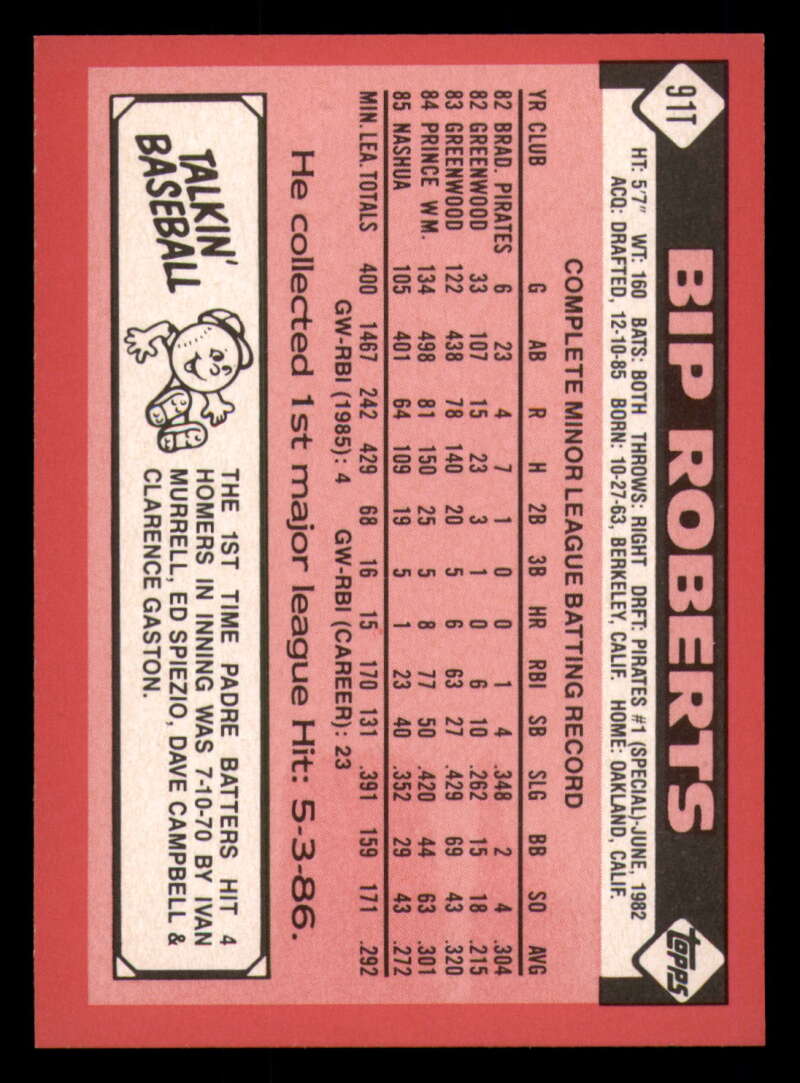 91T
BIP ROBERTS
topps
HT: 5'7" WT: 160 BATS: BOTH THROWS: RIGHT DRFT: PIRATES #1 (SPECIAL)-JUNE, 1982
ACQ: DRAFTED, 12-10-85 BORN: 10-27-63, BERKELEY, CALIF. HOME: OAKLAND, CALIF.
COMPLETE MINOR LEAGUE BATTING RECORD
YR CLUB G AB R H 2B 3B HR RBI SB SLG BB SO AVG
82 BRAD. PIRATES 6 23 4 7 1 0 0 1 4 .348 2 4 .304
82 GREENWOOD 33 107 15 23 3 1 0 6 10 .262 15 18 .215
83 GREENWOOD 122 438 78 140 20 5 6 63 27 .429 69 43 .320
84 PRINCE WM. 134 498 81 150 25 5 8 77 50 .420 44 63 .301
85 NASHUA 105 401 64 109 19 5 1 23 40 .352 29 43 .272
MIN. LEA. TOTALS 400 1467 242 429 68 16 15 170 131 .391 159 171 .292
GW-RBI (1985): 4 GW-RBI (CAREER): 23
He collected 1st major league Hit: 5-3-86.
TALKIN'
BASEBALL
THE 1ST TIME PADRE BATTERS HIT 4
HOMERS IN INNING WAS 7-10-70 BY IVAN
MURRELL, ED SPIEZIO, DAVE CAMPBELL &
CLARENCE GASTON.